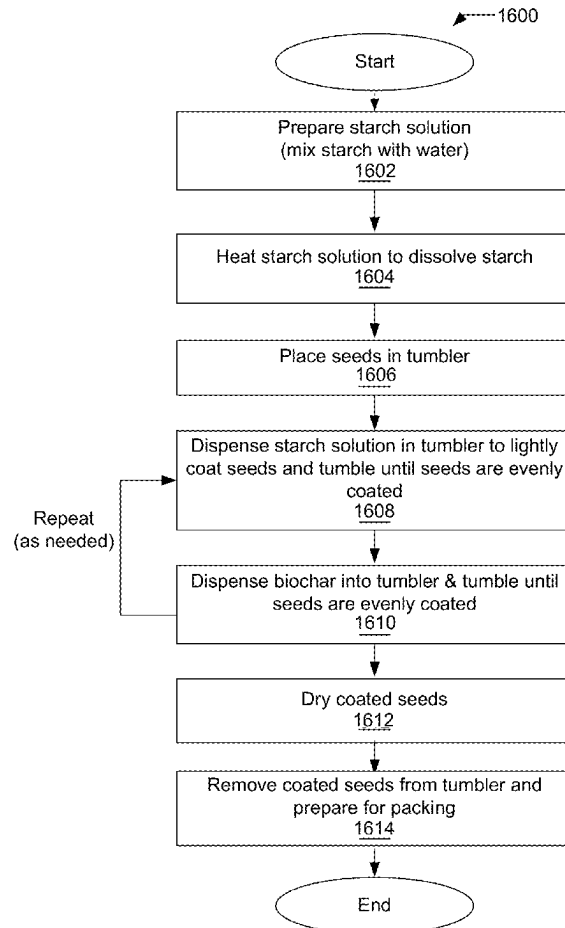 1600
Start
Prepare starch solution
(mix starch with water)
1602
Heat starch solution to dissolve starch
1604
Place seeds in tumbler
1606
Dispense starch solution in tumbler to lightly
coat seeds and tumble until seeds are evenly
coated
1608
Repeat
(as needed)
Dispense biochar into tumbler & tumble until
seeds are evenly coated
1610
Dry coated seeds
1612
Remove coated seeds from tumbler and
prepare for packing
1614
End